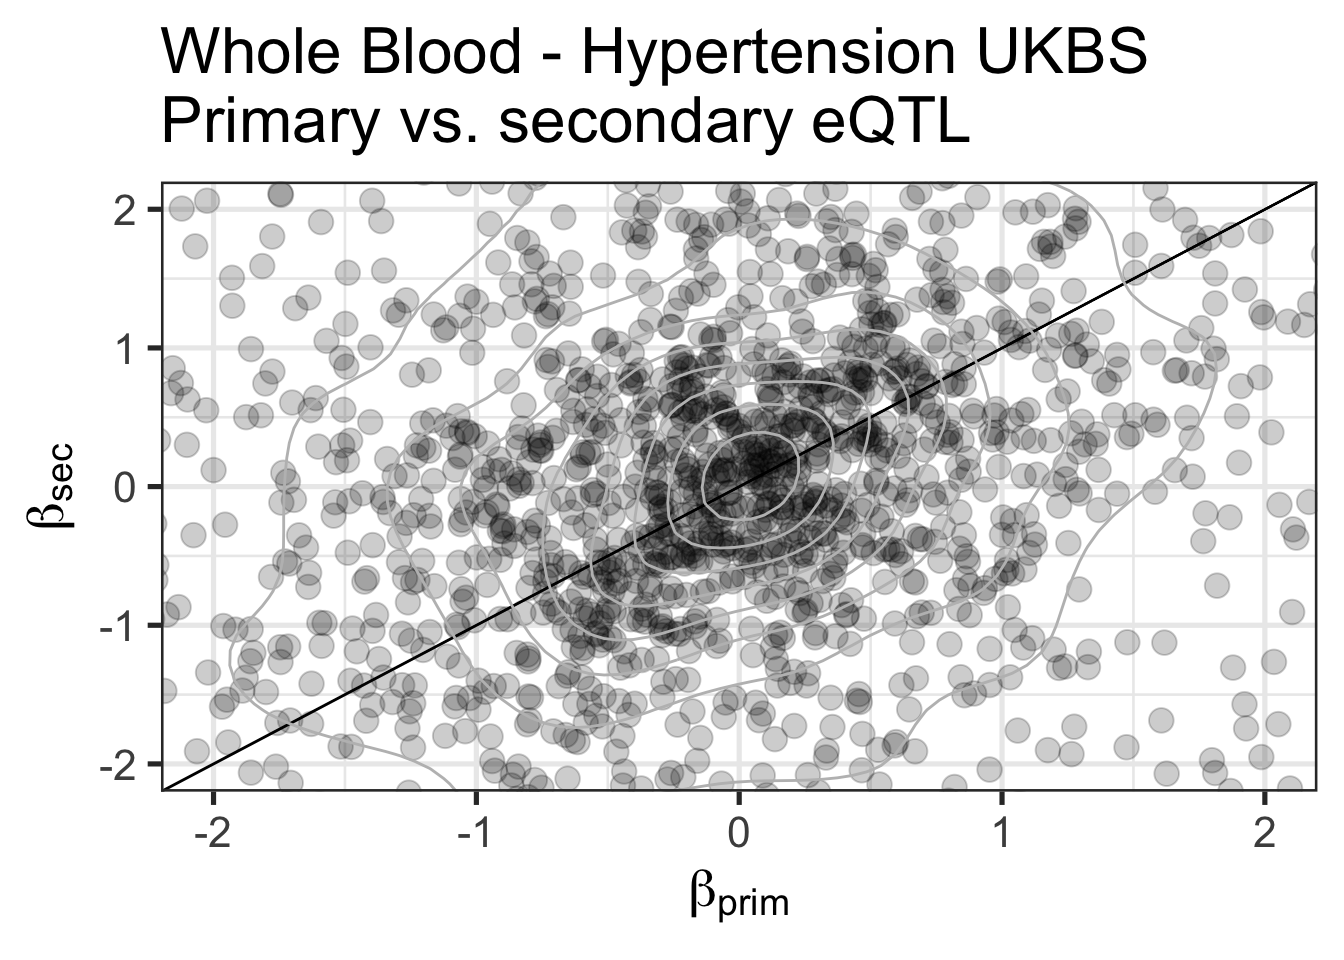 Whole Blood - Hypertension UKBS
Primary vs. secondary eQTL
2
1
0
-1
-2
βsec
-2 -1 0 1 2
βprim